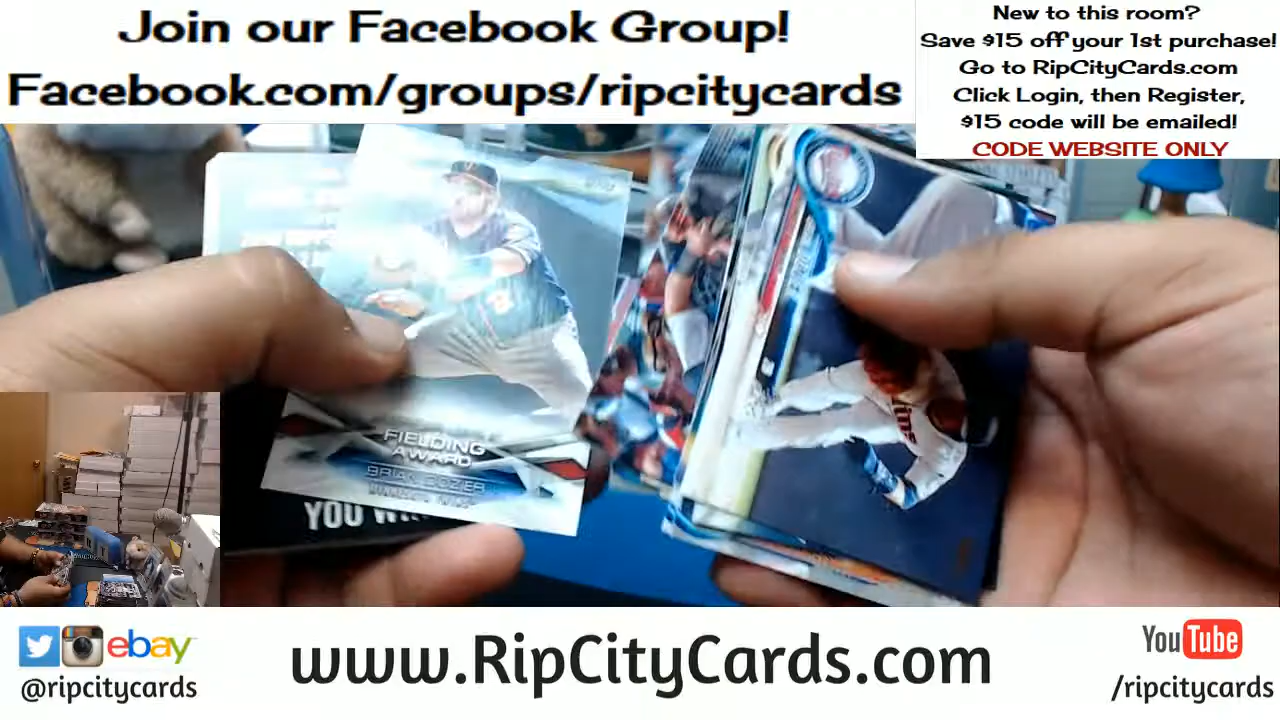 Join our Facebook Group!
Facebook.com/groups/ripcitycards
New to this room?
Save $15 off your 1st purchase!
Go to RipCityCards.com
Click Login, then Register,
$15 code will be emailed!
CODE WEBSITE ONLY
FIELDING
AWARD
BRIAN DOZIER
YOU
ebay
@ripcitycards
www.RipCityCards.com
YouTube
/ripcitycards